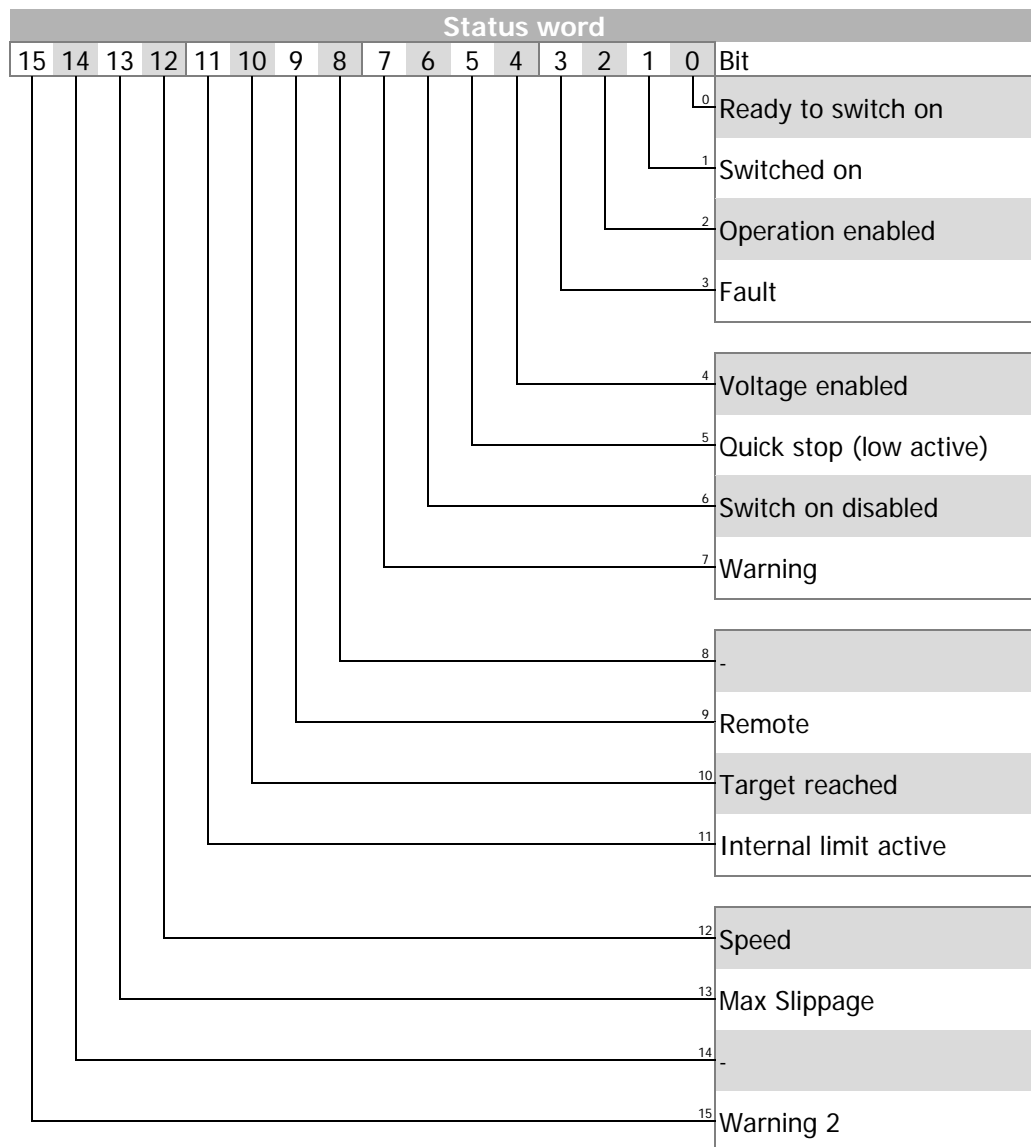 Status word
15 14 13 12 11 10 9 8 7 6 5 4 3 2 1 0 Bit
0 Ready to switch on
1 Switched on
2 Operation enabled
3 Fault
4 Voltage enabled
5 Quick stop (low active)
6 Switch on disabled
7 Warning
8 -
9 Remote
10 Target reached
11 Internal limit active
12 Speed
13 Max Slippage
14 -
15 Warning 2